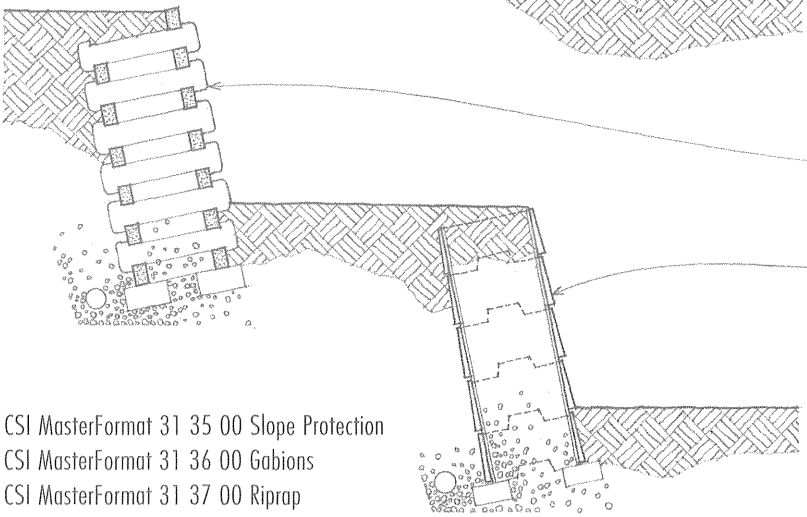 CSI MasterFormat 31 35 00 Slope Protection
CSI MasterFormat 31 36 00 Gabions
CSI MasterFormat 31 37 00 Riprap